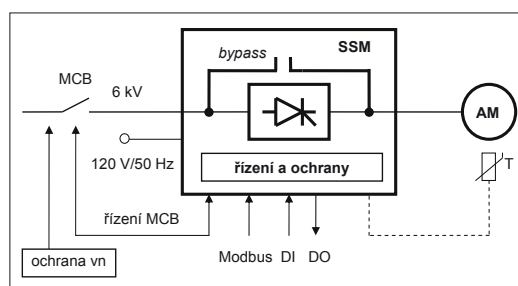 bypass
SSM
MCB
6 kV
AM
120 V/50 Hz
řízení a ochrany
T
řízení MCB
ochrana vn
Modbus DI DO